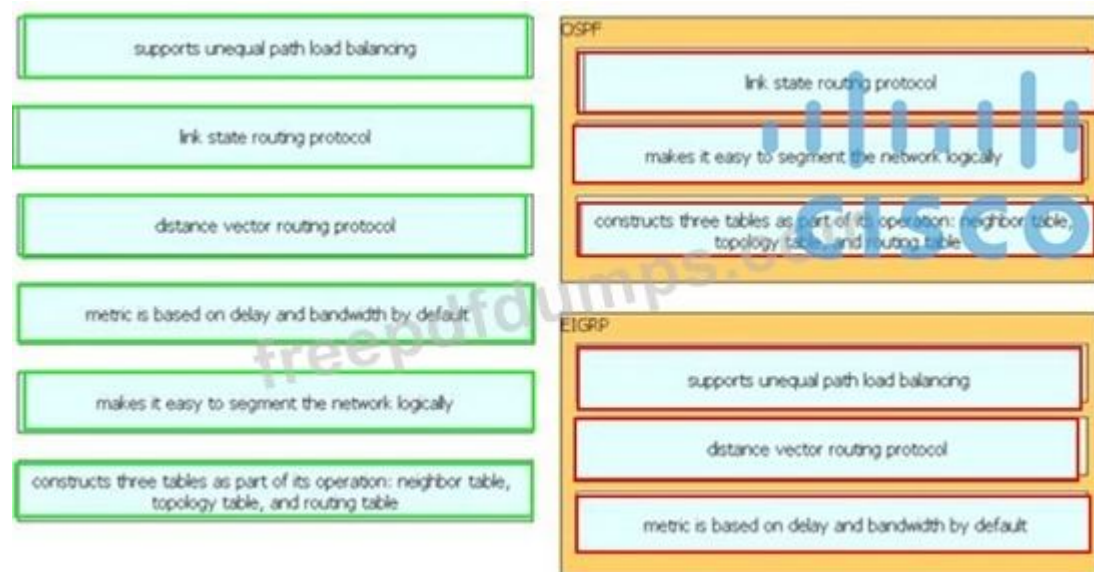 supports unequal path load balancing
link state routing protocol
distance vector routing protocol
metric is based on delay and bandwidth by default
makes it easy to segment the network logically
constructs three tables as part of its operation: neighbor table,
topology table, and routing table
OSPF
link state routing protocol
makes it easy to segment the network logically
constructs three tables as part of its operation: neighbor table,
topology table, and routing table
EIGRP
supports unequal path load balancing
distance vector routing protocol
metric is based on delay and bandwidth by default
CISCO
freepdfdumps.com